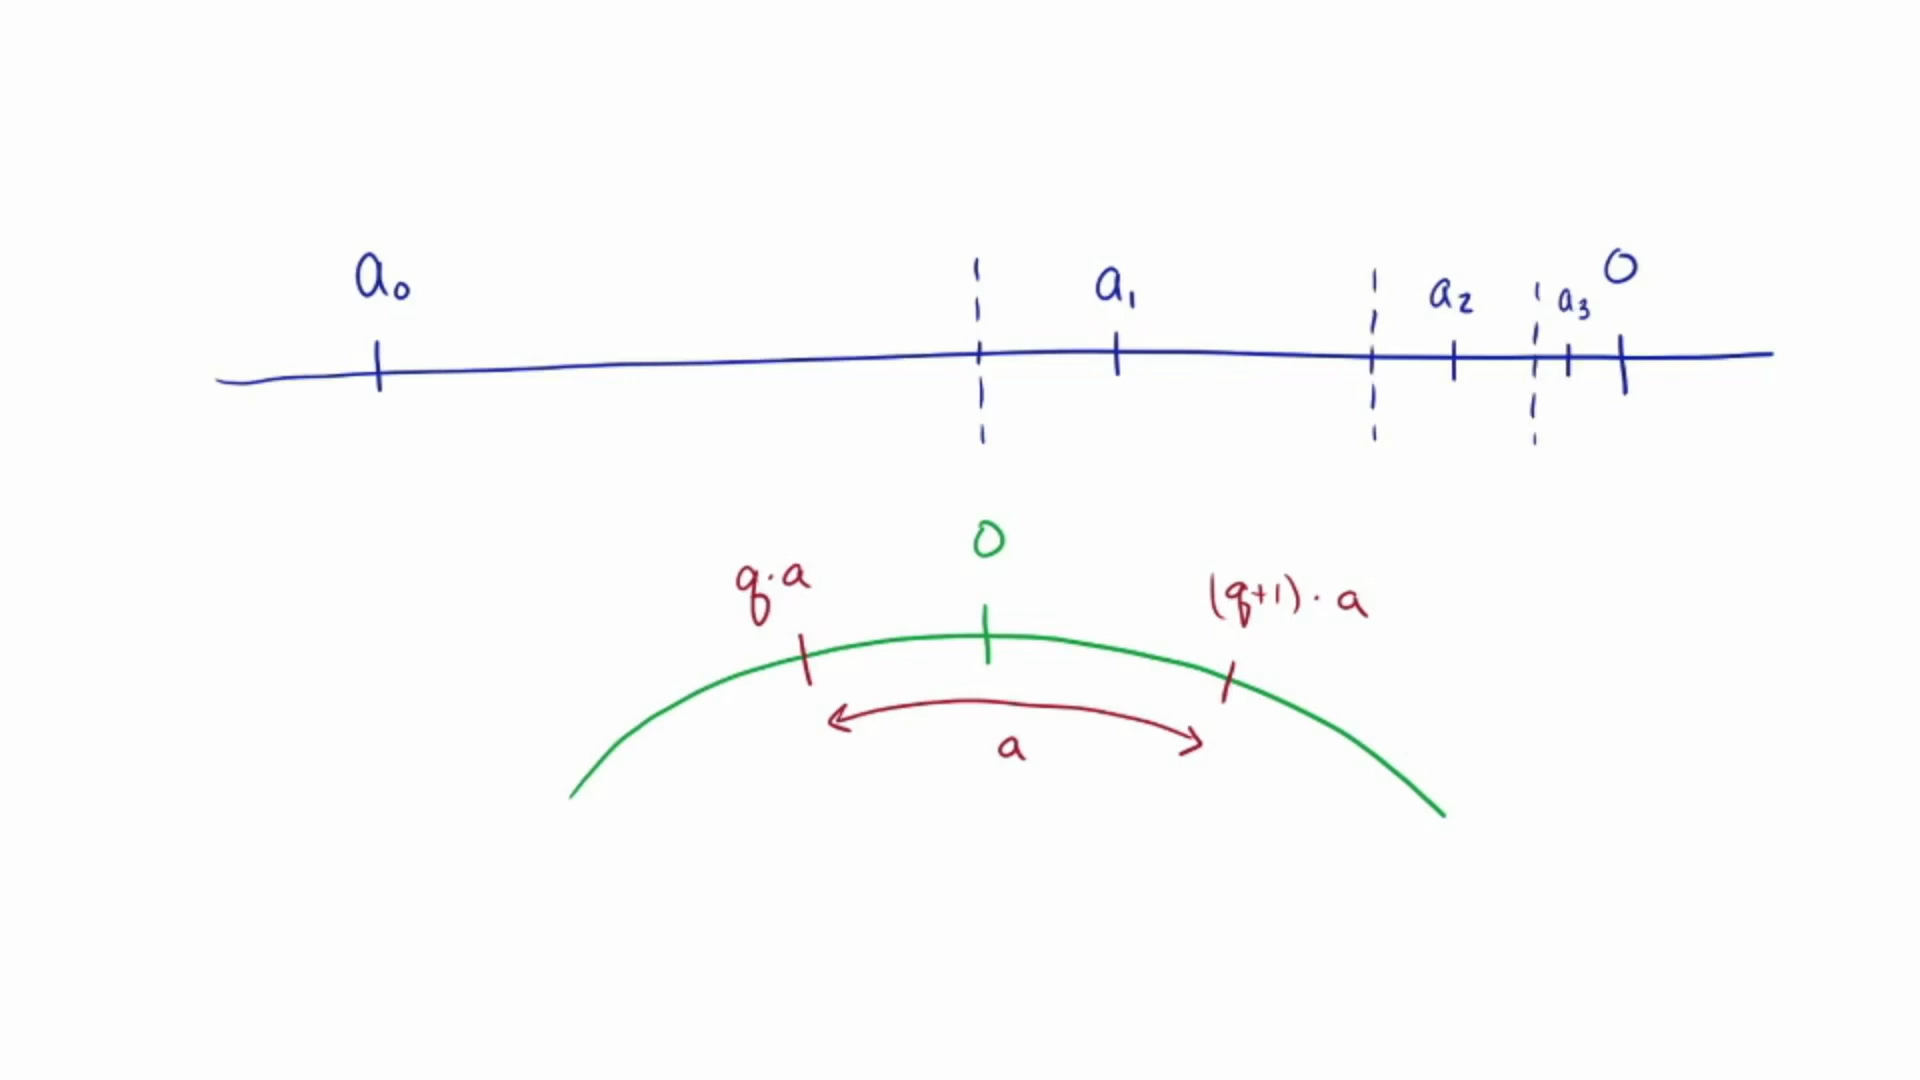 a₀ a₁ a₂ a₃ 0
0
q·a (q+1)·a
a